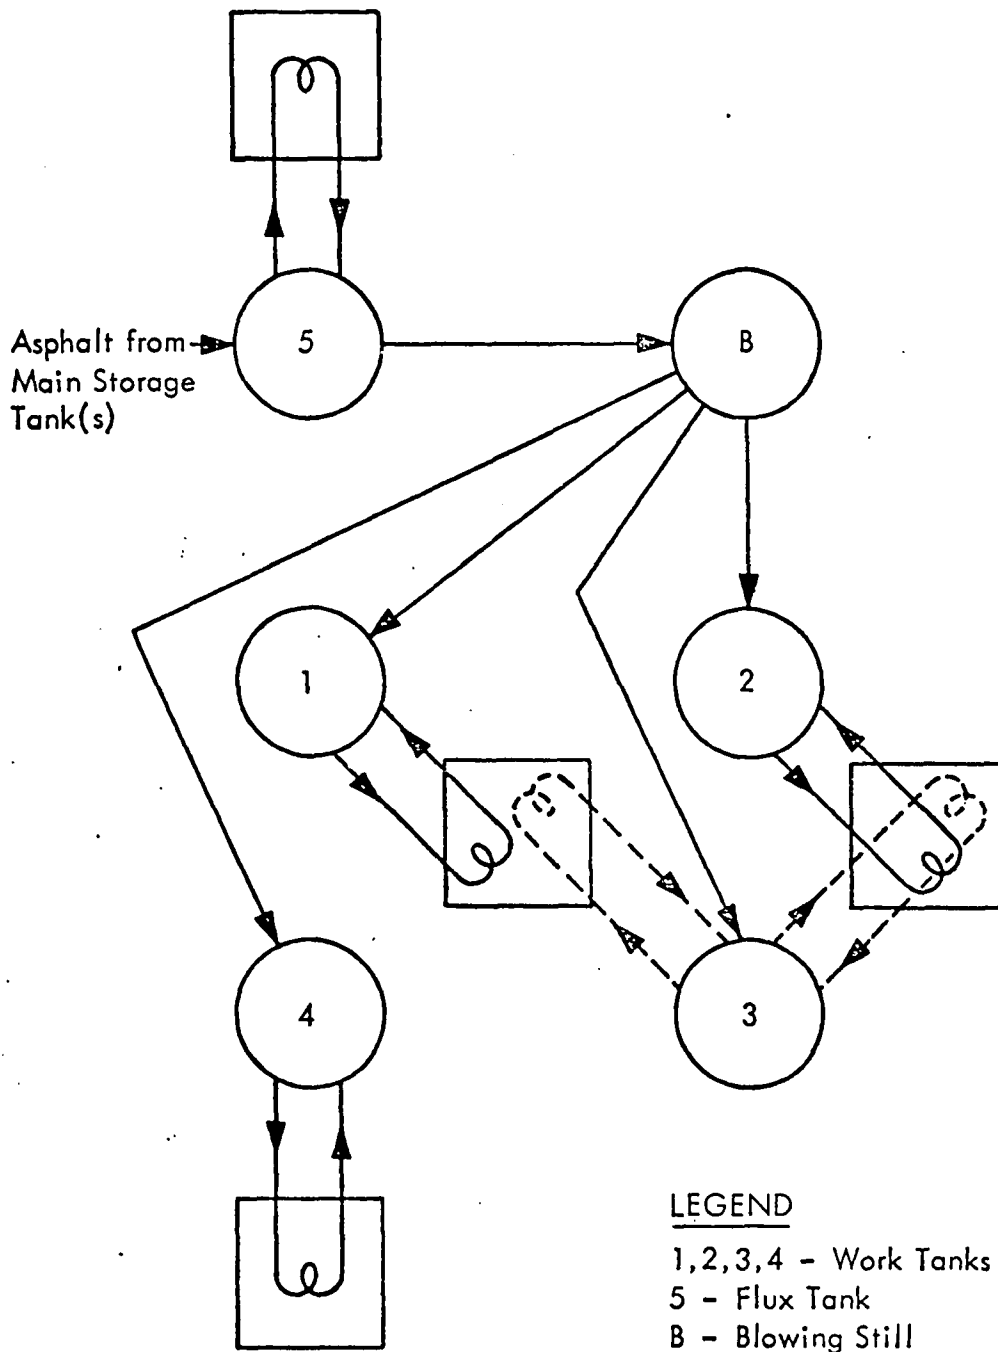 5
Asphalt from
Main Storage
Tank(s)
B
1
2
4
3
LEGEND
1,2,3,4 - Work Tanks
5 - Flux Tank
B - Blowing Still